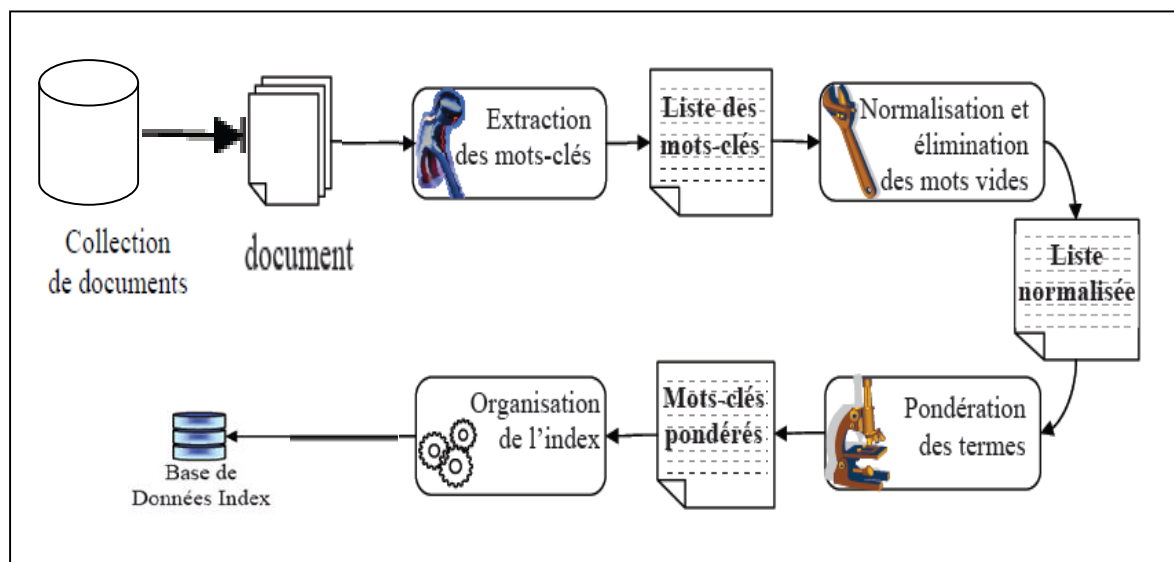 Collection
de documents
document
Extraction
des mots-clés
Liste des
mots-clés
Normalisation et
élimination
des mots vides
Liste
normalisée
Pondération
des termes
Mots-clés
pondérés
Organisation
de l’index
Base de
Données Index